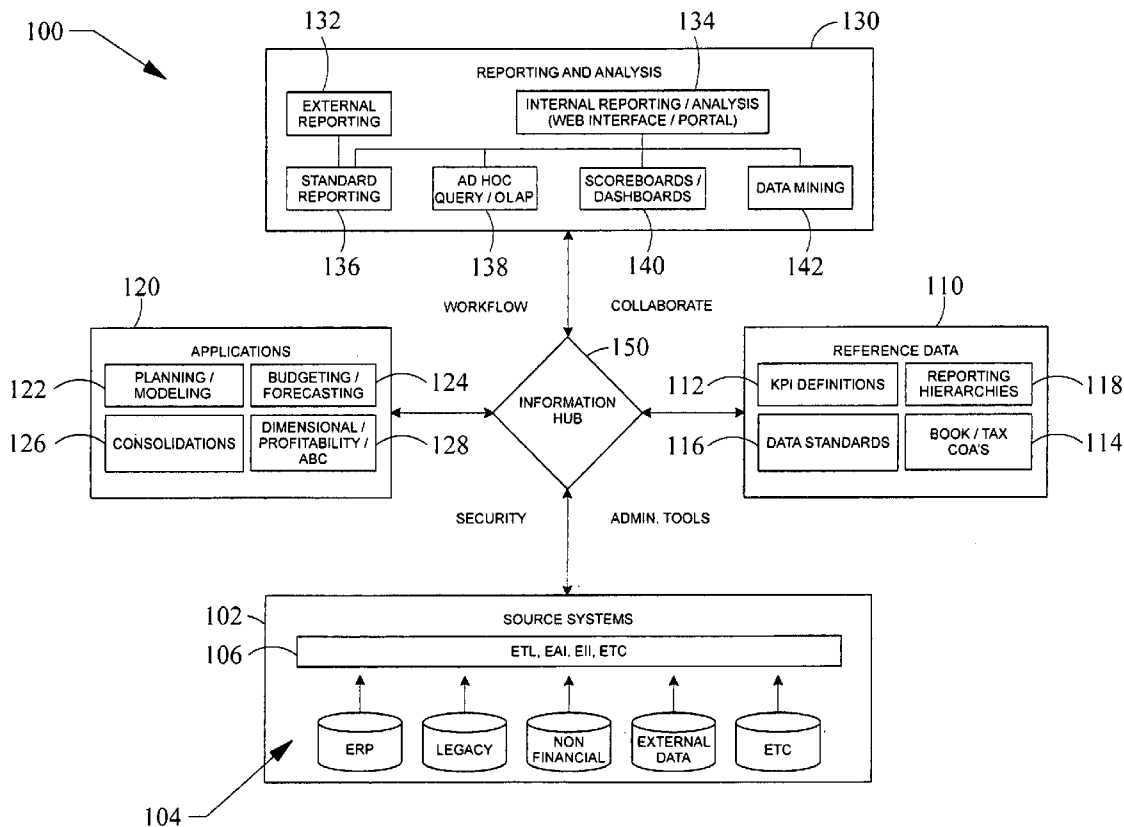 100
132
134
130
REPORTING AND ANALYSIS
EXTERNAL
REPORTING
INTERNAL REPORTING / ANALYSIS
(WEB INTERFACE / PORTAL)
STANDARD
REPORTING
AD HOC
QUERY / OLAP
SCOREBOARDS /
DASHBOARDS
DATA MINING
136
138
140
142
WORKFLOW
COLLABORATE
120
APPLICATIONS
122
PLANNING /
MODELING
BUDGETING /
FORECASTING
124
126
CONSOLIDATIONS
DIMENSIONAL /
PROFITABILITY /
ABC
128
150
INFORMATION
HUB
110
REFERENCE DATA
112
KPI DEFINITIONS
REPORTING
HIERARCHIES
118
116
DATA STANDARDS
BOOK / TAX
COA'S
114
SECURITY
ADMIN. TOOLS
102
SOURCE SYSTEMS
106
ETL, EAI, EII, ETC
ERP
LEGACY
NON
FINANCIAL
EXTERNAL
DATA
ETC
104